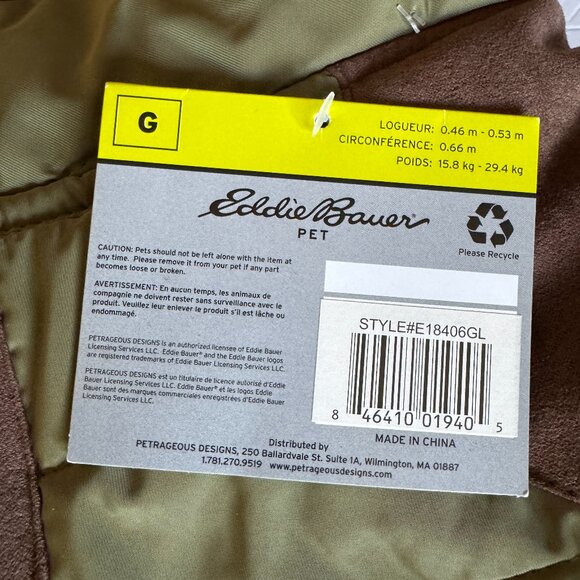 G
LOGUEUR: 0.46 m - 0.53 m
CIRCONFÉRENCE: 0.66 m
POIDS: 15.8 kg - 29.4 kg
Eddie Bauer®
PET
Please Recycle
CAUTION: Pets should not be left alone with the item at
any time. Please remove it from your pet if any part
becomes loose or broken.
AVERTISSEMENT: En aucun temps, les animaux de
compagnie ne doivent rester sans surveillance avec le
produit. Veuillez leur enlever le produit s'il est lâche ou
endommagé.
PETRAGEOUS DESIGNS is an authorized licensee of Eddie Bauer
Licensing Services LLC. Eddie Bauer® and the Eddie Bauer logos
are registered trademarks of Eddie Bauer Licensing Services LLC.
PETRAGEOUS DESIGNS est un titulaire de licence autorisé d'Eddie
Bauer Licensing Services LLC. Eddie Bauer® et les logos Eddie
Bauer sont des marques commerciales enregistrées d'Eddie Bauer
Licensing Services LLC.
STYLE#E18406GL
8 46410 01940 5
MADE IN CHINA
Distributed by
PETRAGEOUS DESIGNS, 250 Ballardvale St. Suite 1A, Wilmington, MA 01887
1.781.270.9519 www.petrageousdesigns.com